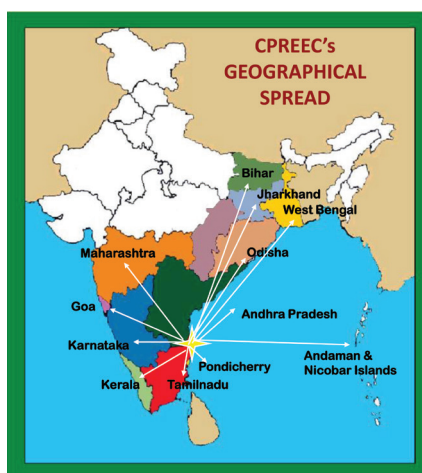 CPREEC's
GEOGRAPHICAL
SPREAD
Bihar
Jharkhand
West Bengal
Maharashtra
Odisha
Goa
Andhra Pradesh
Karnataka
Andaman &
Nicobar Islands
Pondicherry
Kerala
Tamilnadu